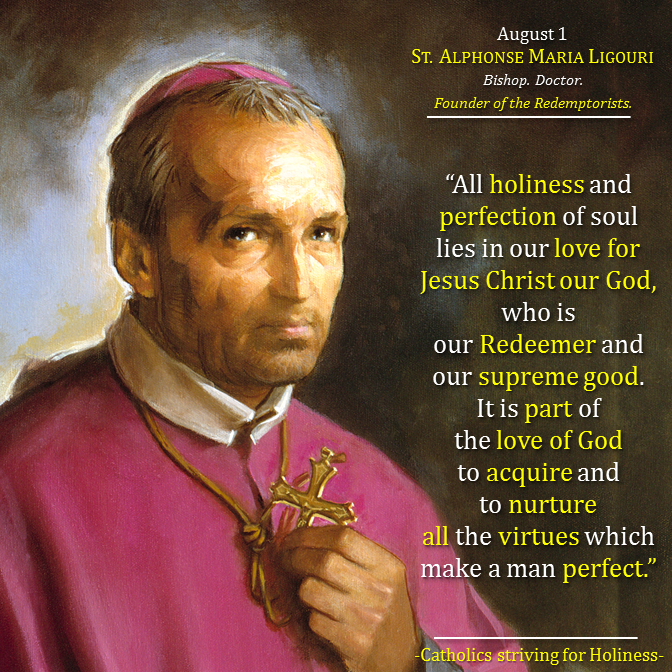 August 1
ST. ALPHONSE MARIA LIGOURI
Bishop. Doctor.
Founder of the Redemptorists.
“All holiness and
perfection of soul
lies in our love for
Jesus Christ our God,
who is
our Redeemer and
our supreme good.
It is part of
the love of God
to acquire and
to nurture
all the virtues which
make a man perfect.”
-Catholics striving for Holiness-